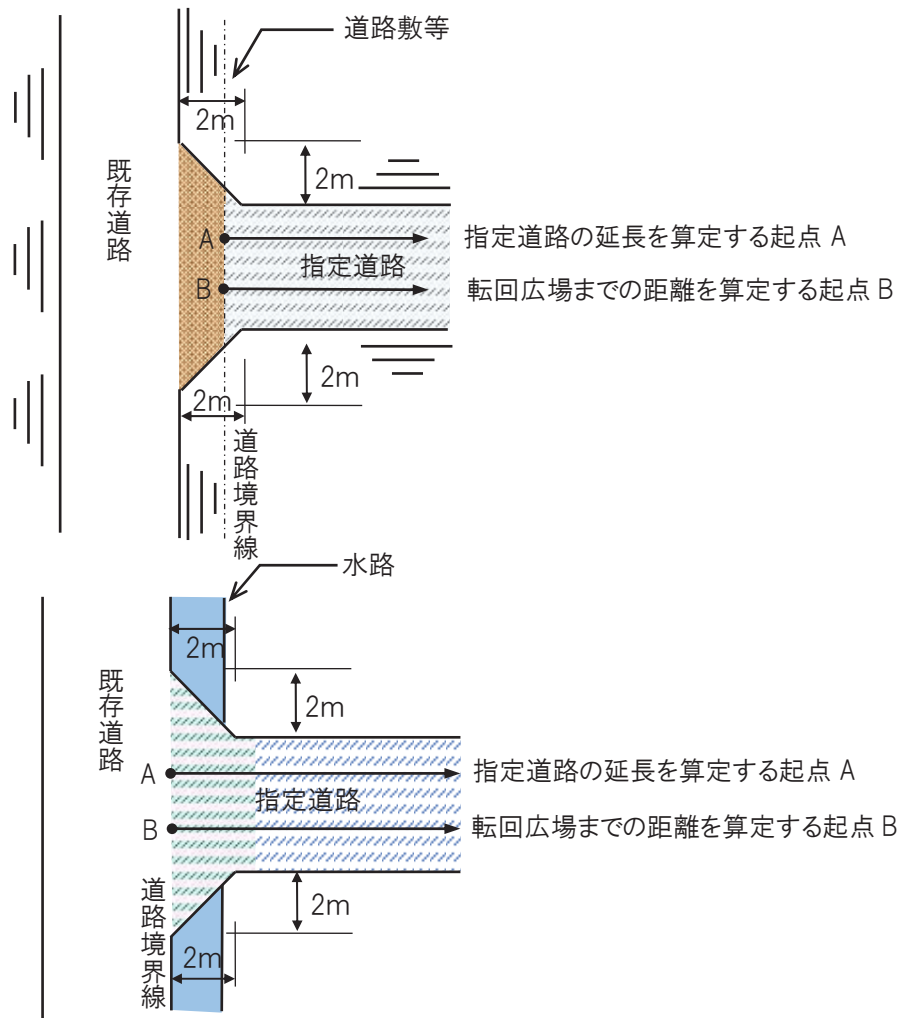 道路敷等
2m
2m
既存道路
A
指定道路の延長を算定する起点 A
指定道路
B
転回広場までの距離を算定する起点 B
2m
2m
道路境界線
水路
2m
2m
既存道路
A
指定道路の延長を算定する起点 A
指定道路
B
転回広場までの距離を算定する起点 B
2m
道路境界線
2m